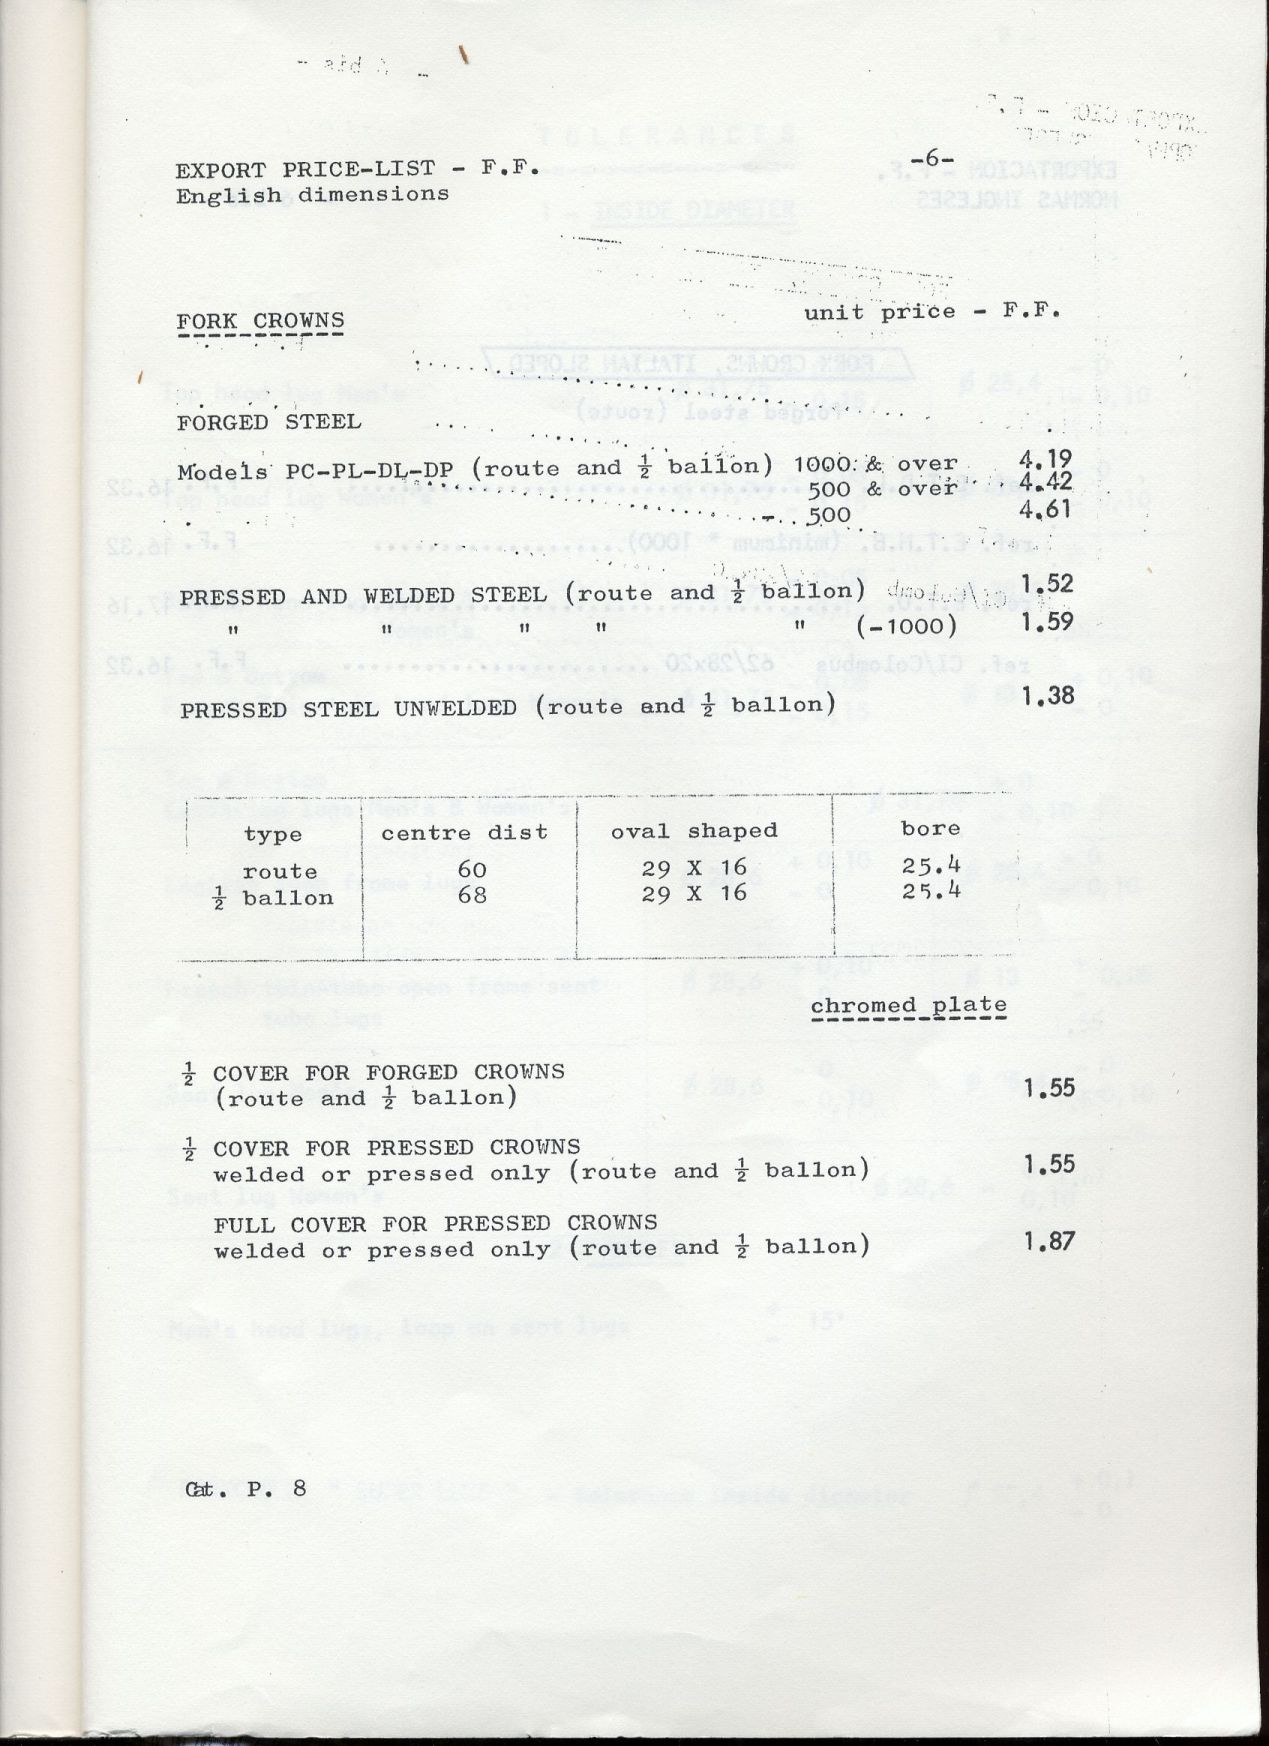 -6-
EXPORT PRICE-LIST - F.F.
English dimensions
FORK CROWNS unit price - F.F.
FORGED STEEL
Models PC-PL-DL-DP (route and ½ ballon) 1000 & over 4.19
500 & over 4.42
- 500 4.61
PRESSED AND WELDED STEEL (route and ½ ballon) 1.52
" " " " " (-1000) 1.59
PRESSED STEEL UNWELDED (route and ½ ballon) 1.38
type centre dist oval shaped bore
route 60 29 X 16 25.4
½ ballon 68 29 X 16 25.4
chromed plate
½ COVER FOR FORGED CROWNS
(route and ½ ballon) 1.55
½ COVER FOR PRESSED CROWNS
welded or pressed only (route and ½ ballon) 1.55
FULL COVER FOR PRESSED CROWNS
welded or pressed only (route and ½ ballon) 1.87
Cat. P. 8